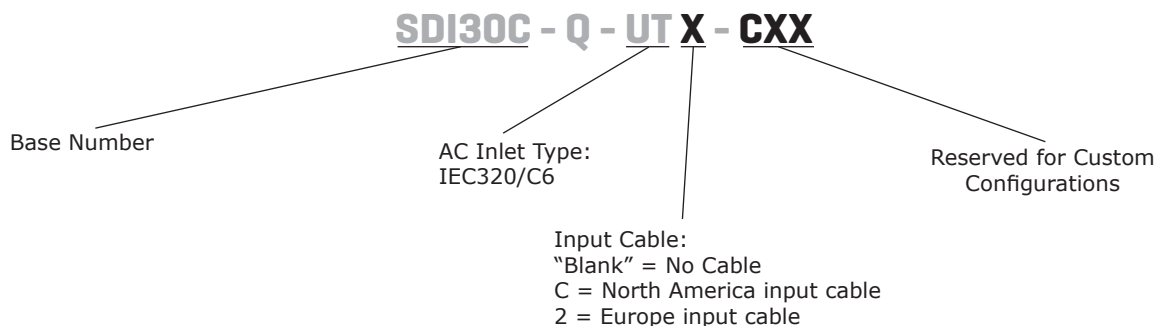 SDI30C - Q - UT X - CXX
Base Number
AC Inlet Type:
IEC320/C6
Reserved for Custom
Configurations
Input Cable:
“Blank” = No Cable
C = North America input cable
2 = Europe input cable